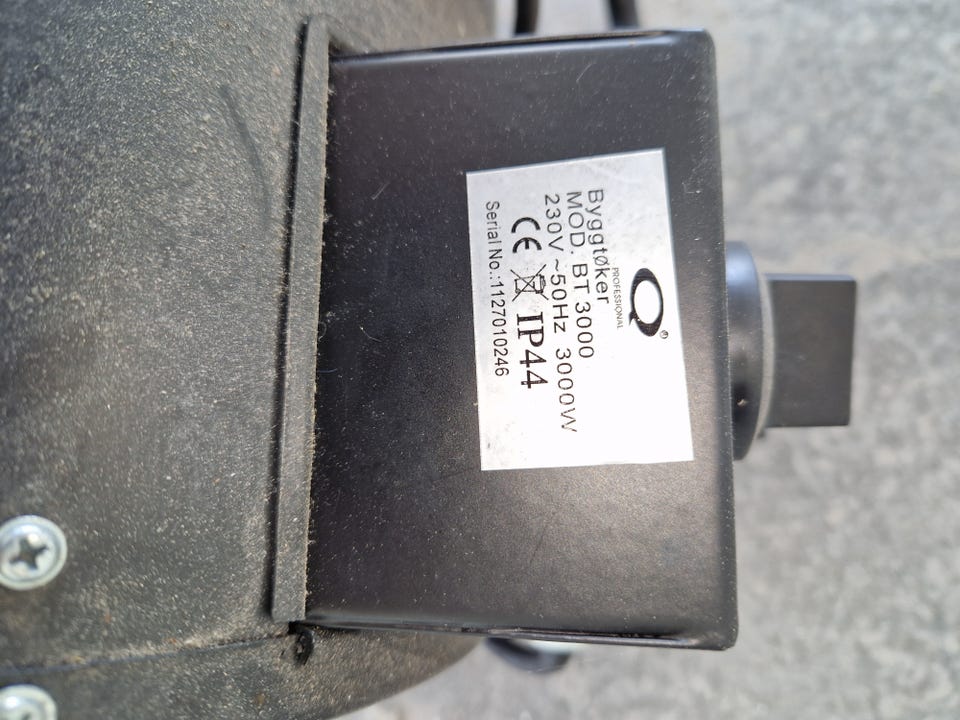 Q®
PROFESSIONAL
Byggtøker
MOD. BT 3000
230V ~50Hz 3000W
CE IP44
Serial No.:1127010246